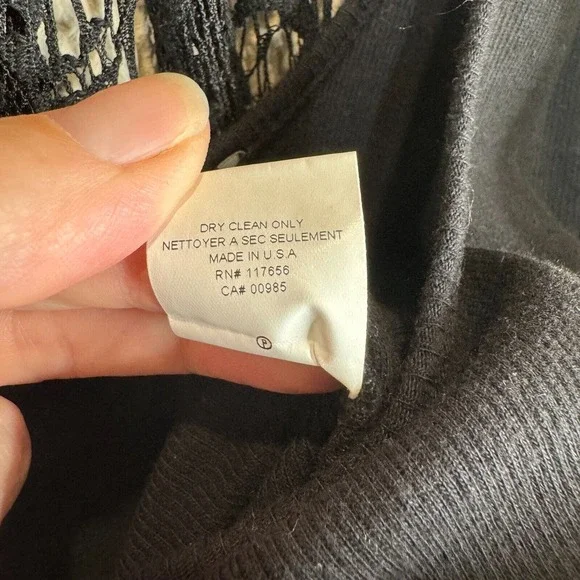 DRY CLEAN ONLY
NETTOYER A SEC SEULEMENT
MADE IN U.S.A
RN# 117656
CA# 00985
P